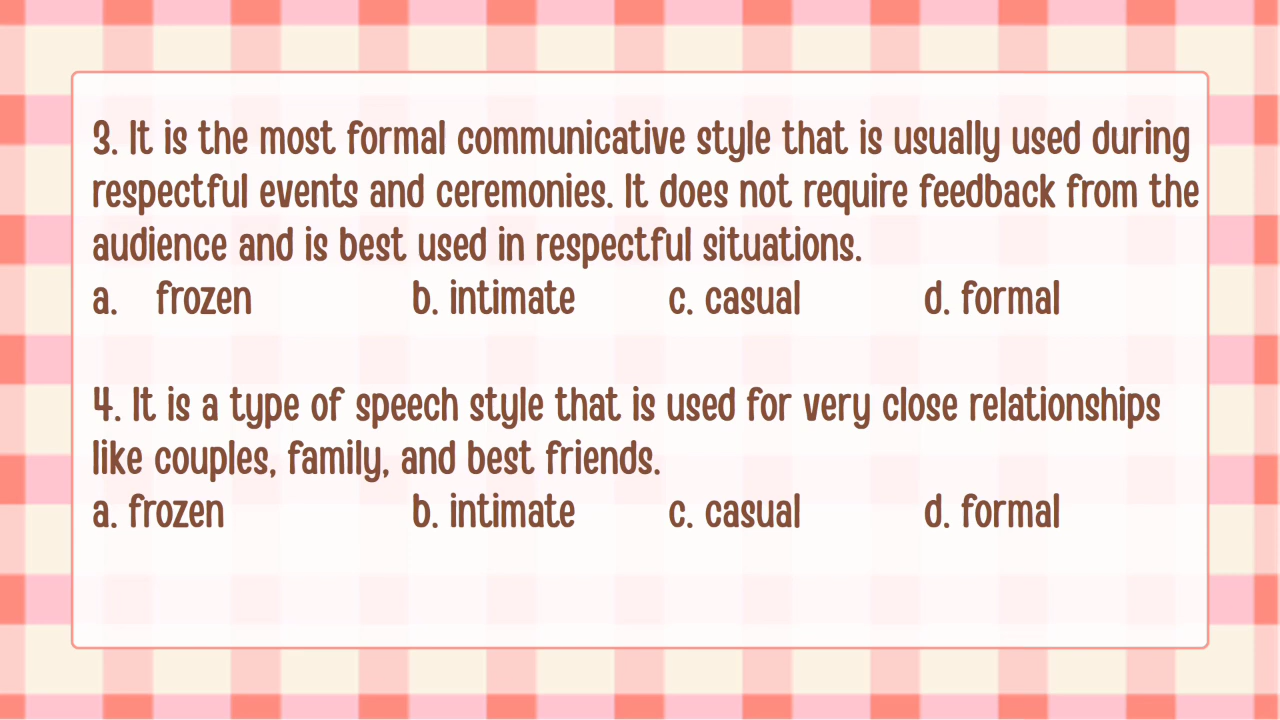 3. It is the most formal communicative style that is usually used during
respectful events and ceremonies. It does not require feedback from the
audience and is best used in respectful situations.
a. frozen b. intimate c. casual d. formal
4. It is a type of speech style that is used for very close relationships
like couples, family, and best friends.
a. frozen b. intimate c. casual d. formal